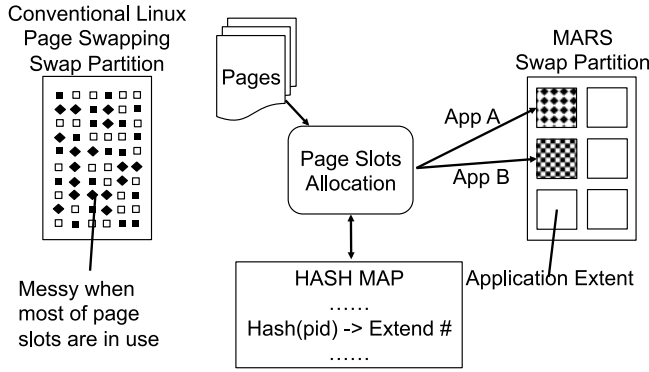 Conventional Linux
Page Swapping
Swap Partition
Pages
MARS
Swap Partition
App A
Page Slots
Allocation
App B
Messy when
most of page
slots are in use
HASH MAP
......
Hash(pid) -> Extend #
......
Application Extent